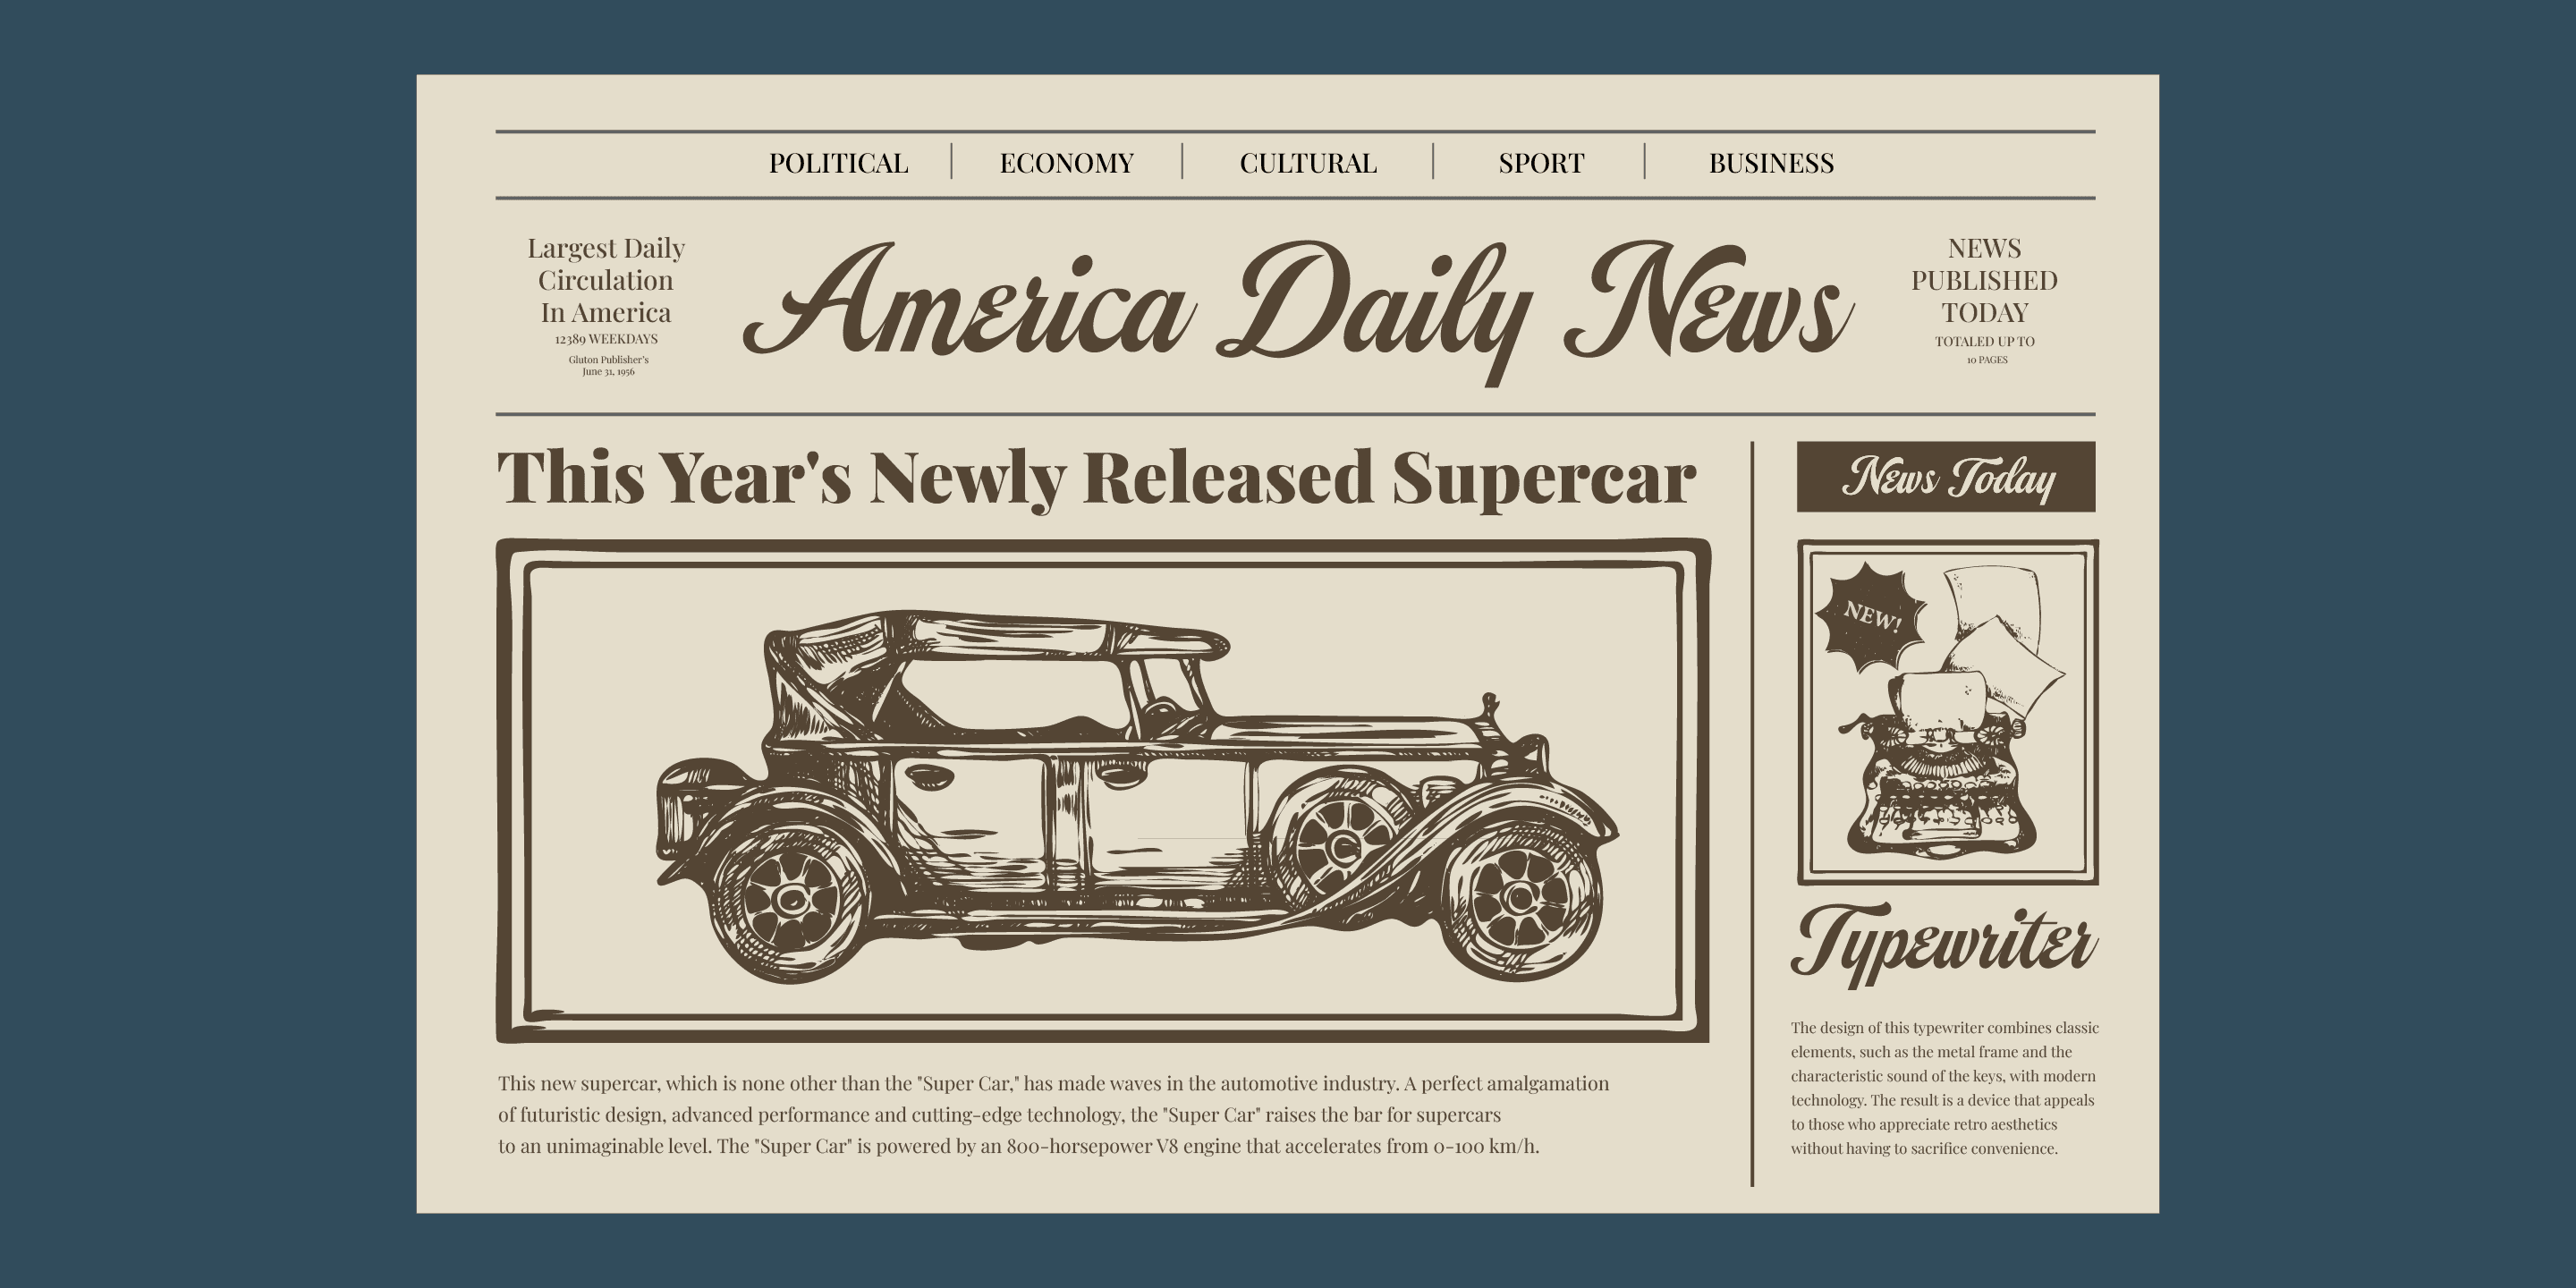 POLITICAL ECONOMY CULTURAL SPORT BUSINESS
Largest Daily
Circulation
In America
12389 WEEKDAYS
Gluton Publisher's
June 31, 1956
America Daily News
NEWS
PUBLISHED
TODAY
TOTALED UP TO
10 PAGES
This Year's Newly Released Supercar
This new supercar, which is none other than the "Super Car," has made waves in the automotive industry. A perfect amalgamation
of futuristic design, advanced performance and cutting-edge technology, the "Super Car" raises the bar for supercars
to an unimaginable level. The "Super Car" is powered by an 800-horsepower V8 engine that accelerates from 0-100 km/h.
News Today
NEW!
Typewriter
The design of this typewriter combines classic
elements, such as the metal frame and the
characteristic sound of the keys, with modern
technology. The result is a device that appeals
to those who appreciate retro aesthetics
without having to sacrifice convenience.